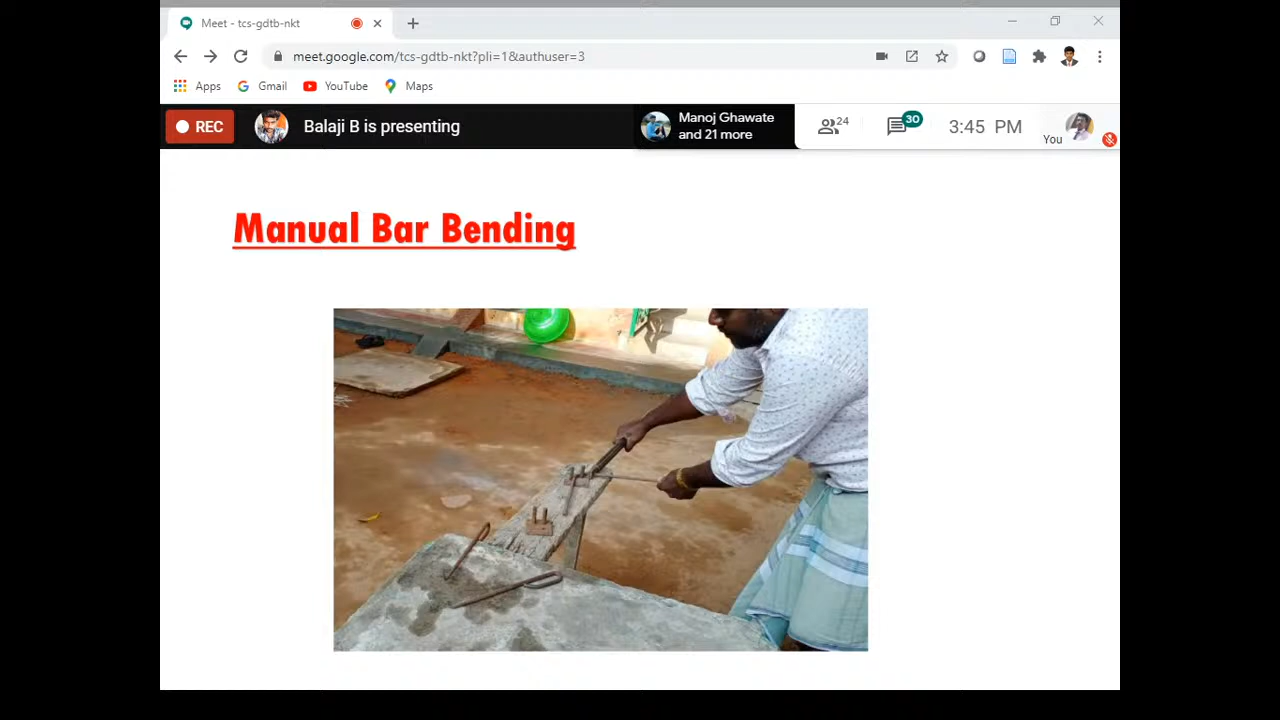 Meet - tcs-gdtb-nkt
meet.google.com/tcs-gdtb-nkt?pli=1&authuser=3
Apps Gmail YouTube Maps
REC Balaji B is presenting
Manoj Ghawate
and 21 more
24
30
3:45 PM
You
Manual Bar Bending